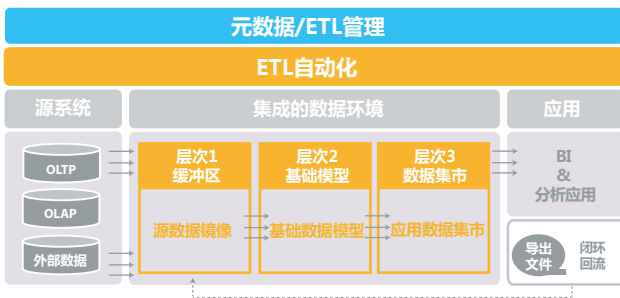 元数据/ETL管理
ETL自动化
源系统
集成的数据环境
应用
OLTP
OLAP
外部数据
层次1
缓冲区
源数据镜像
层次2
基础模型
基础数据模型
层次3
数据集市
应用数据集市
BI
&
分析应用
导出
文件
闭环
回流